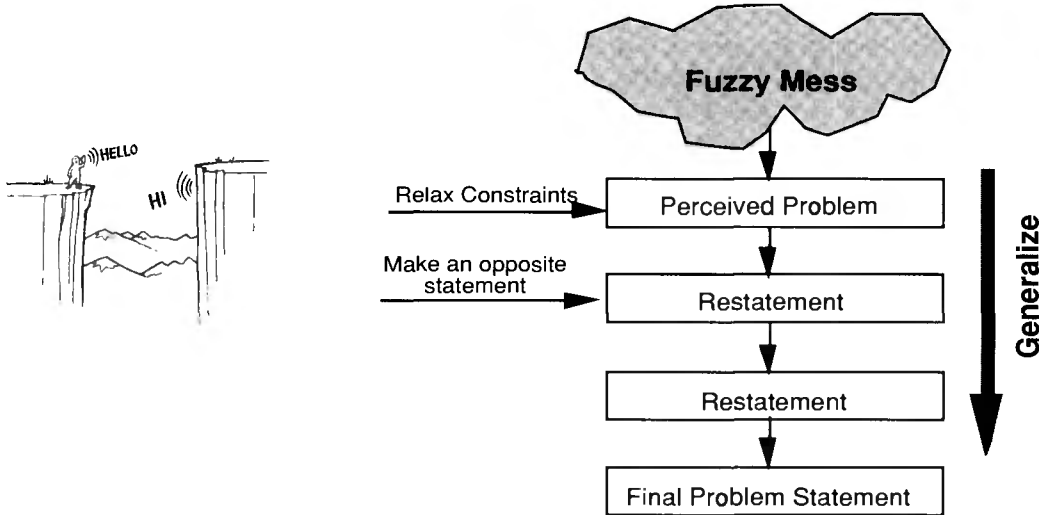 HELLO
HI
Fuzzy Mess
Relax Constraints
Perceived Problem
Make an opposite
statement
Restatement
Restatement
Final Problem Statement
Generalize